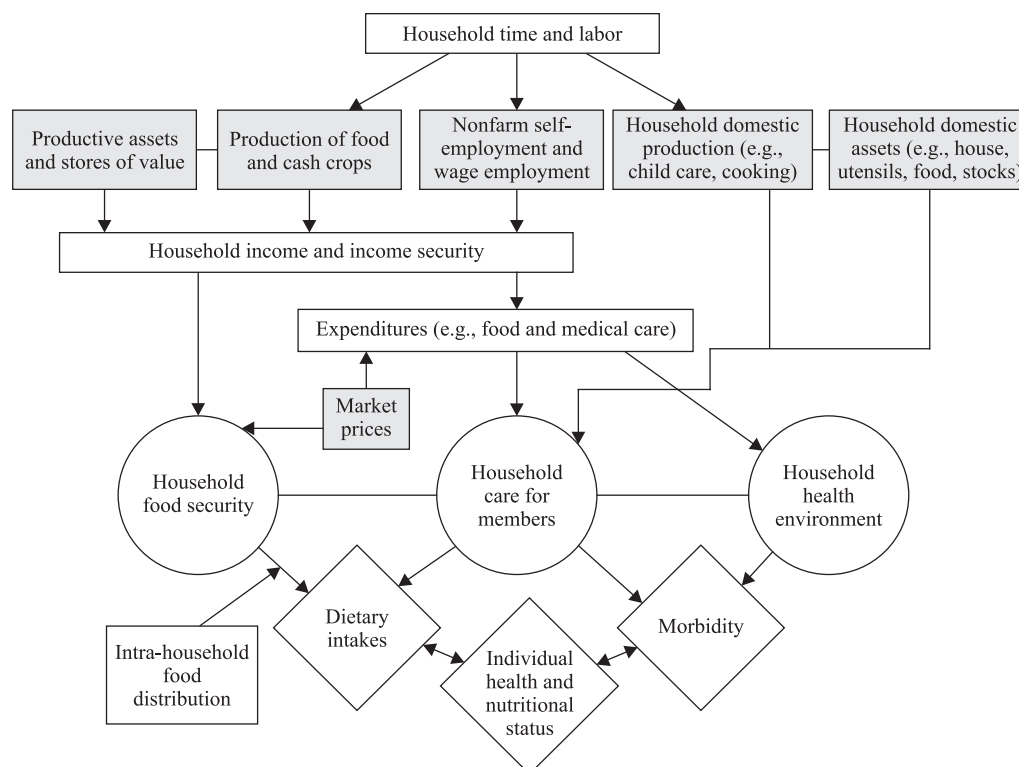 Household time and labor
Productive assets
and stores of value
Production of food
and cash crops
Nonfarm self-
employment and
wage employment
Household domestic
production (e.g.,
child care, cooking)
Household domestic
assets (e.g., house,
utensils, food, stocks)
Household income and income security
Expenditures (e.g., food and medical care)
Market
prices
Household
food security
Household
care for
members
Household
health
environment
Dietary
intakes
Morbidity
Intra-household
food
distribution
Individual
health and
nutritional
status